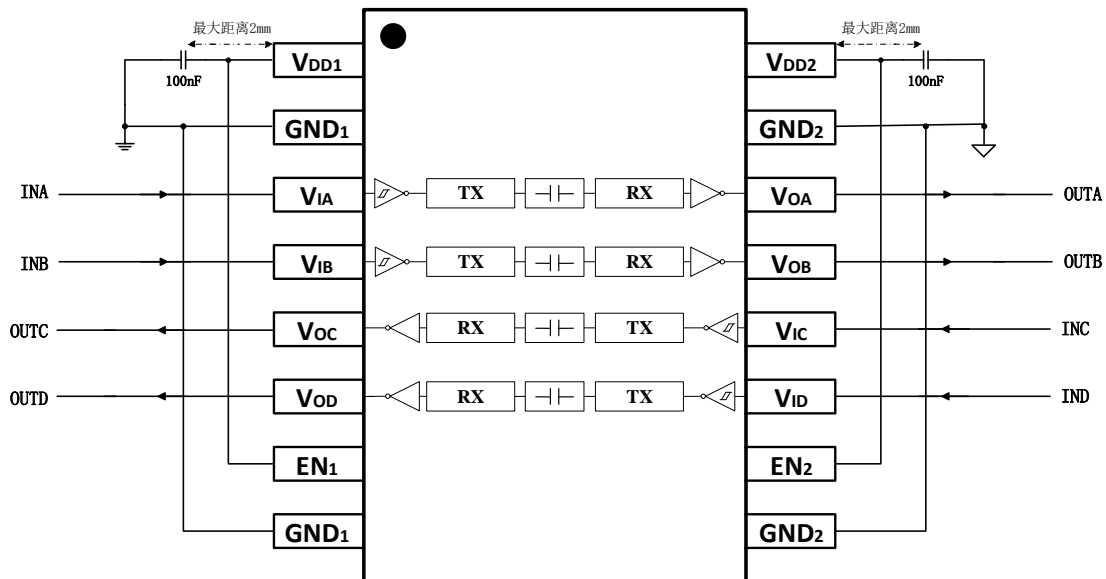 最大距离2mm 最大距离2mm
VDD1 VDD2
100nF 100nF
GND1 GND2
INA VIA TX RX VOA OUTA
INB VIB TX RX VOB OUTB
OUTC VOC RX TX VIC INC
OUTD VOD RX TX VID IND
EN1 EN2
GND1 GND2